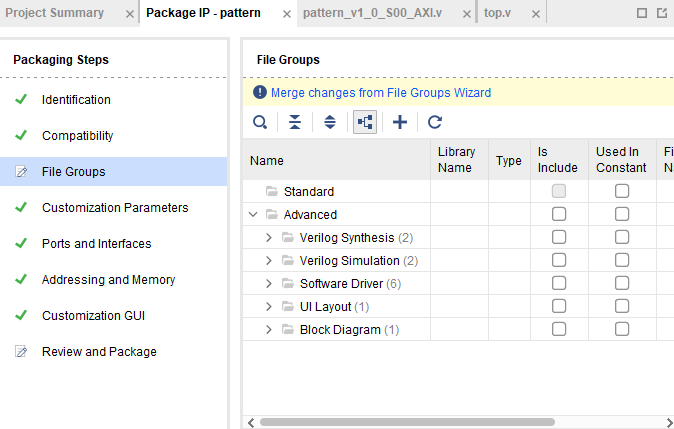 Project Summary
Package IP - pattern
pattern_v1_0_S00_AXI.v
top.v
Packaging Steps
Identification
Compatibility
File Groups
Customization Parameters
Ports and Interfaces
Addressing and Memory
Customization GUI
Review and Package
File Groups
Merge changes from File Groups Wizard
Name
Library
Name
Type
Is
Include
Used In
Constant
Fi
N
Standard
Advanced
Verilog Synthesis (2)
Verilog Simulation (2)
Software Driver (6)
UI Layout (1)
Block Diagram (1)